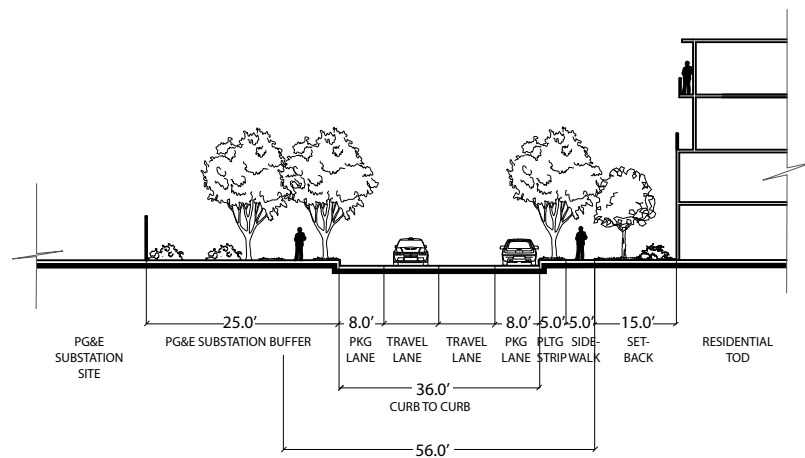 25.0’ 8.0’ 8.0’ 5.0’ 5.0’ 15.0’
PG&E
SUBSTATION
SITE
PG&E SUBSTATION BUFFER
PKG
LANE
TRAVEL
LANE
TRAVEL
LANE
PKG
LANE
PLTG
STRIP
SIDE-
WALK
SET-
BACK
RESIDENTIAL
TOD
36.0’
CURB TO CURB
56.0’